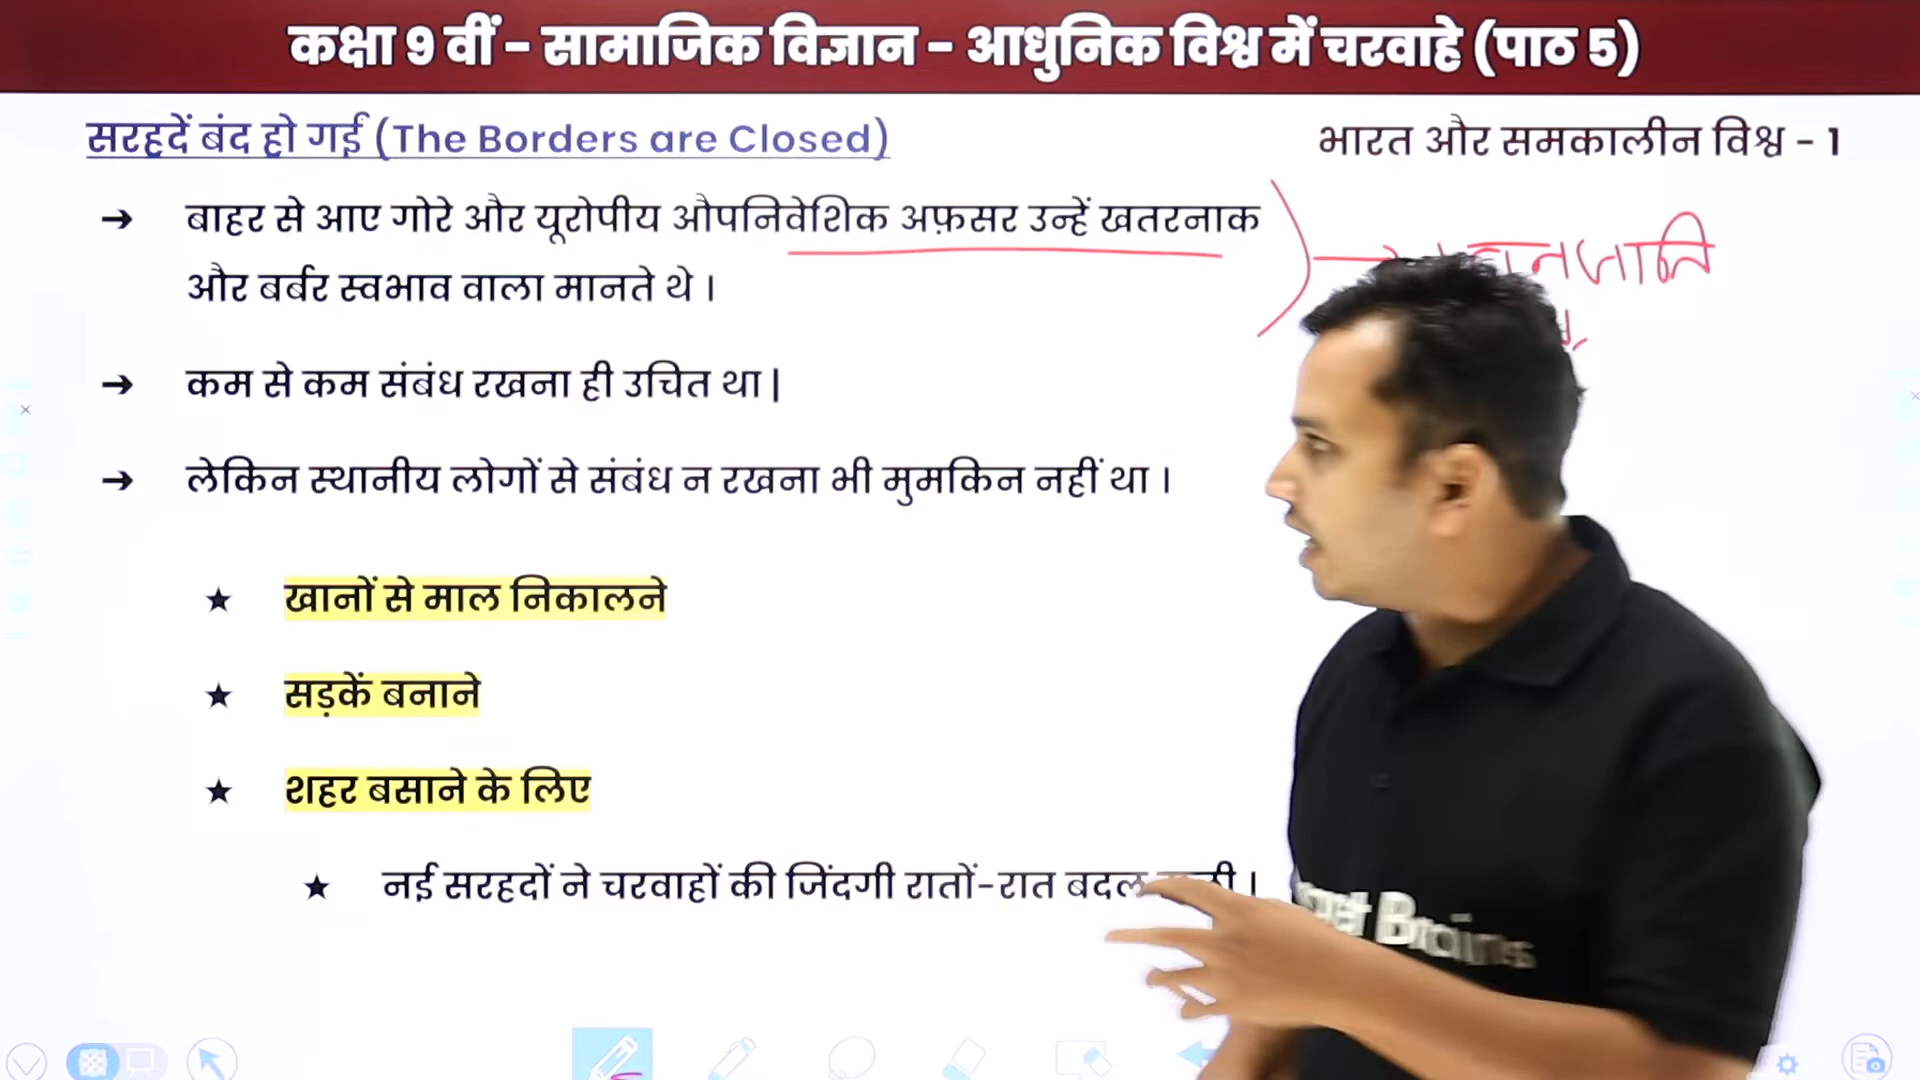 कक्षा 9 वीं - सामाजिक विज्ञान - आधुनिक विश्व में चरवाहे (पाठ 5)
सरहदें बंद हो गईं (The Borders are Closed)
भारत और समकालीन विश्व - 1
➔ बाहर से आए गोरे और यूरोपीय औपनिवेशिक अफ़सर उन्हें खतरनाक
और बर्बर स्वभाव वाला मानते थे ।
➔ कम से कम संबंध रखना ही उचित था |
➔ लेकिन स्थानीय लोगों से संबंध न रखना भी मुमकिन नहीं था ।
★ खानों से माल निकालने
★ सड़कें बनाने
★ शहर बसाने के लिए
★ नई सरहदों ने चरवाहों की जिंदगी रातों-रात बदल
Brains